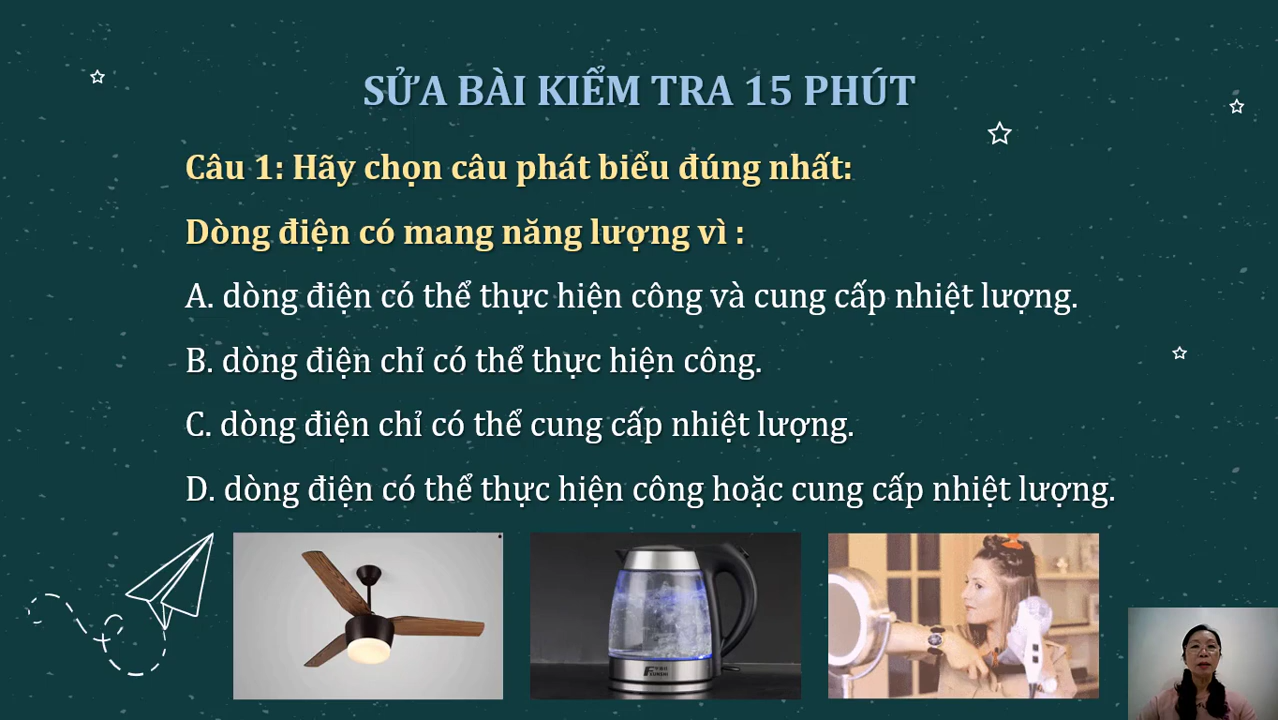 SỬA BÀI KIỂM TRA 15 PHÚT
Câu 1: Hãy chọn câu phát biểu đúng nhất:
Dòng điện có mang năng lượng vì :
A. dòng điện có thể thực hiện công và cung cấp nhiệt lượng.
B. dòng điện chỉ có thể thực hiện công.
C. dòng điện chỉ có thể cung cấp nhiệt lượng.
D. dòng điện có thể thực hiện công hoặc cung cấp nhiệt lượng.